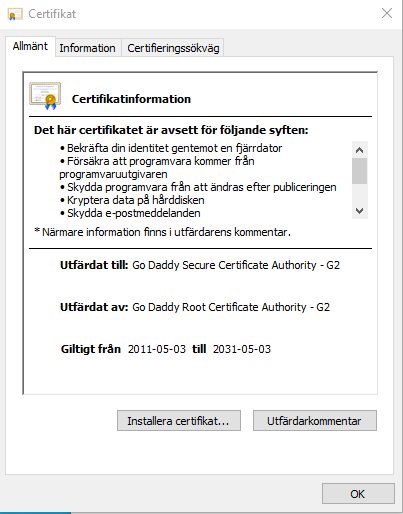 Certifikat
Allmänt Information Certifieringssökväg
Certifikatinformation
Det här certifikatet är avsett för följande syften:
• Bekräfta din identitet gentemot en fjärrdator
• Försäkra att programvara kommer från
programvaruutgivaren
• Skydda programvara från att ändras efter publiceringen
• Kryptera data på hårddisken
• Skydda e-postmeddelanden
* Närmare information finns i utfärdarens kommentar.
Utfärdat till: Go Daddy Secure Certificate Authority - G2
Utfärdat av: Go Daddy Root Certificate Authority - G2
Giltigt från 2011-05-03 till 2031-05-03
Installera certifikat... Utfärdarkommentar
OK